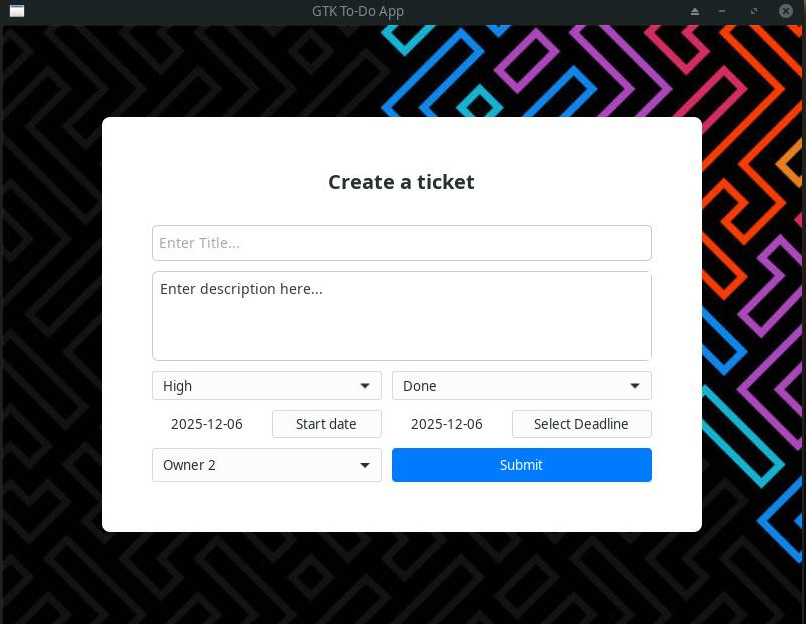 GTK To-Do App
Create a ticket
Enter Title...
Enter description here...
High
Done
2025-12-06
Start date
2025-12-06
Select Deadline
Owner 2
Submit